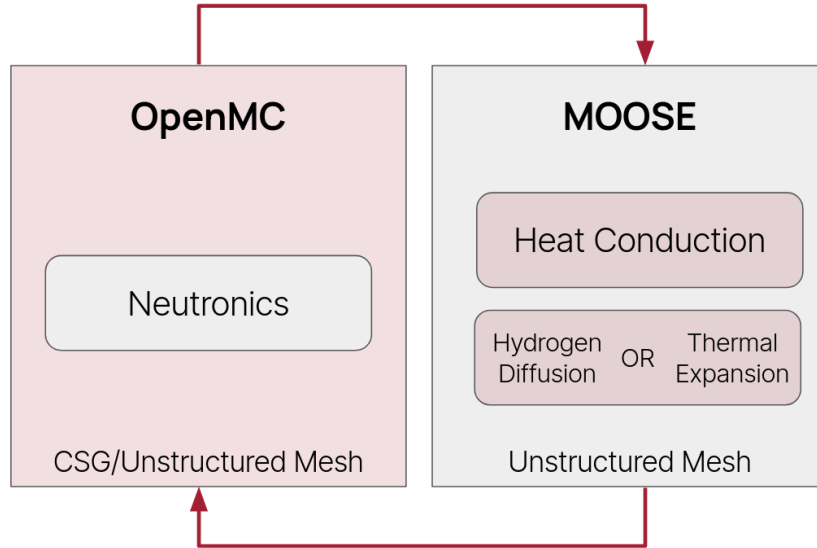 OpenMC
Neutronics
CSG/Unstructured Mesh
MOOSE
Heat Conduction
Hydrogen Diffusion OR Thermal Expansion
Unstructured Mesh